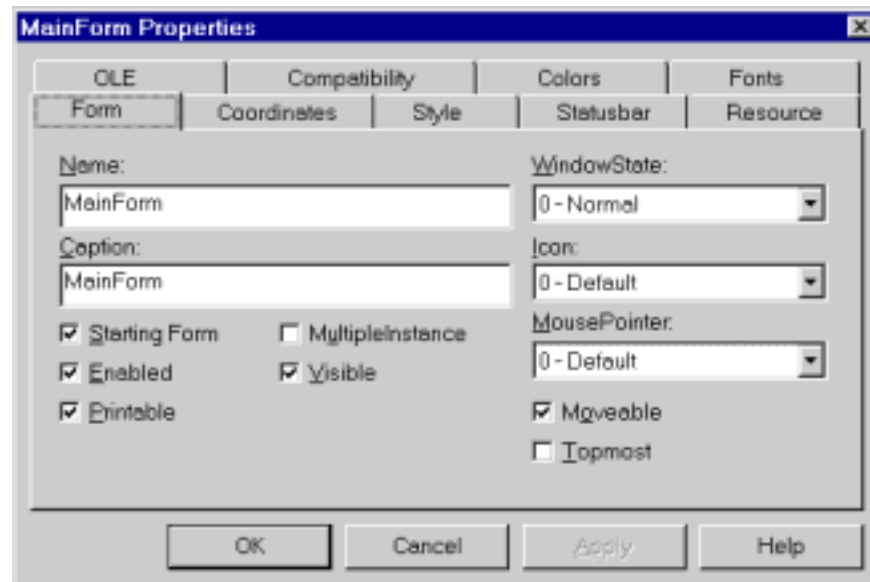 MainForm Properties
OLE Compatibility Colors Fonts
Form Coordinates Style Statusbar Resource
Name: WindowState:
MainForm 0 - Normal
Caption: Icon:
MainForm 0 - Default
Starting Form MultipleInstance MousePointer:
Enabled Visible 0 - Default
Printable Moveable
Topmost
OK Cancel Apply Help